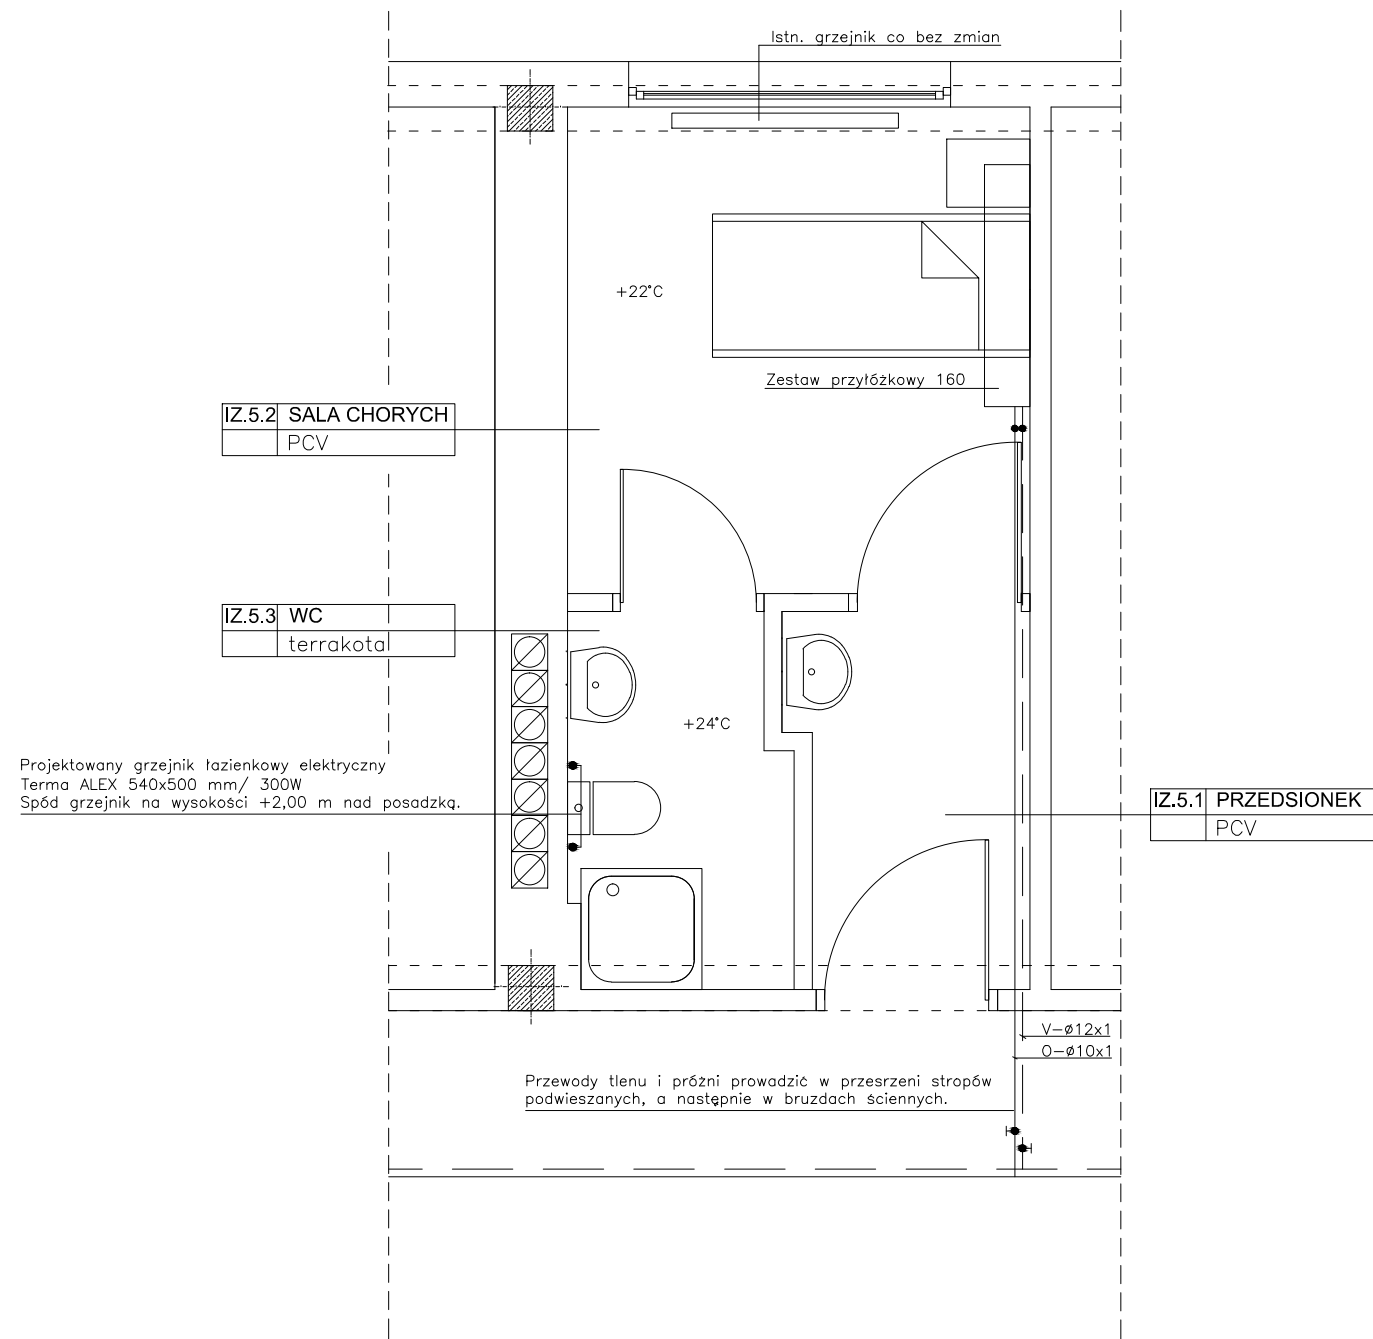 Istn. grzejnik co bez zmian
+22°C
Zestaw przyłóżkowy 160
IZ.5.2 SALA CHORYCH
PCV
IZ.5.3 WC
terrakota
+24°C
Projektowany grzejnik łazienkowy elektryczny
Terma ALEX 540x500 mm/ 300W
Spód grzejnik na wysokości +2,00 m nad posadzką.
IZ.5.1 PRZEDSIONEK
PCV
V-ø12x1
O-ø10x1
Przewody tlenu i próżni prowadzić w przesrzeni stropów
podwieszanych, a następnie w bruzdach ściennych.